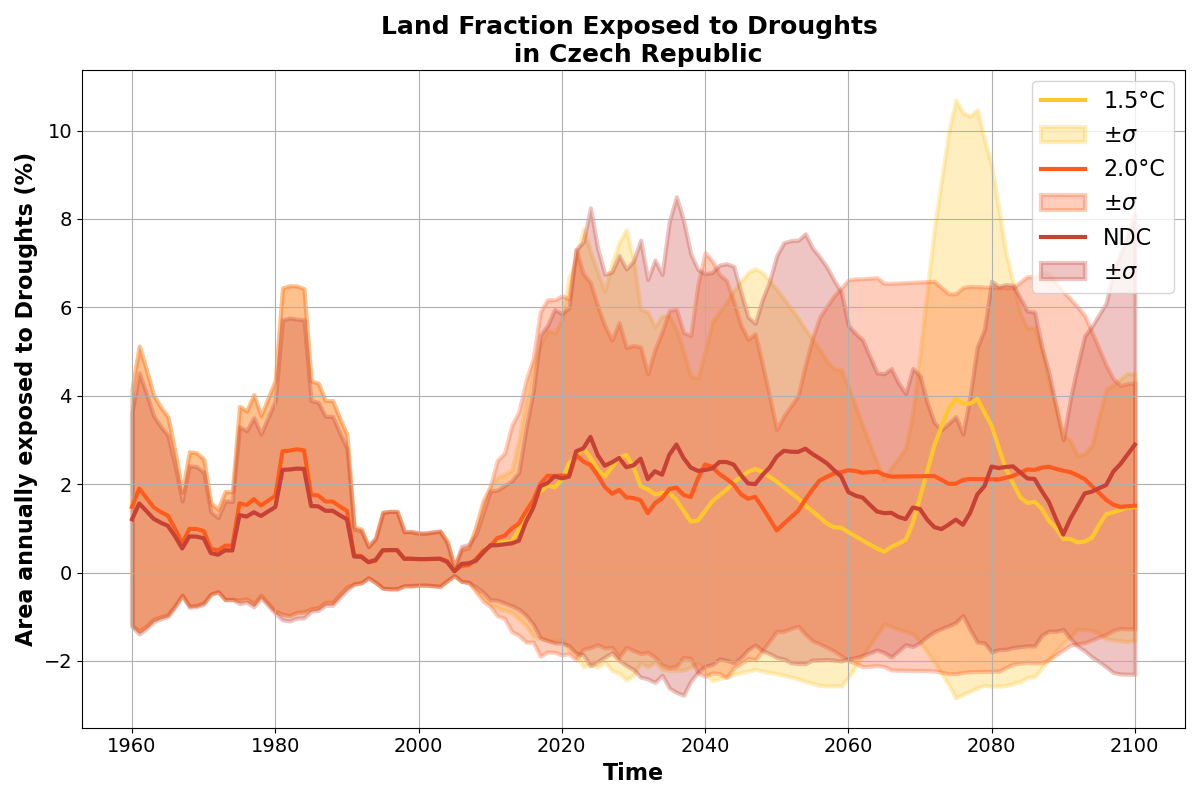 Land Fraction Exposed to Droughts
in Czech Republic
Area annually exposed to Droughts (%)
10
8
6
4
2
0
−2
1960
1980
2000
2020
2040
2060
2080
2100
Time
1.5°C
±σ
2.0°C
±σ
NDC
±σ